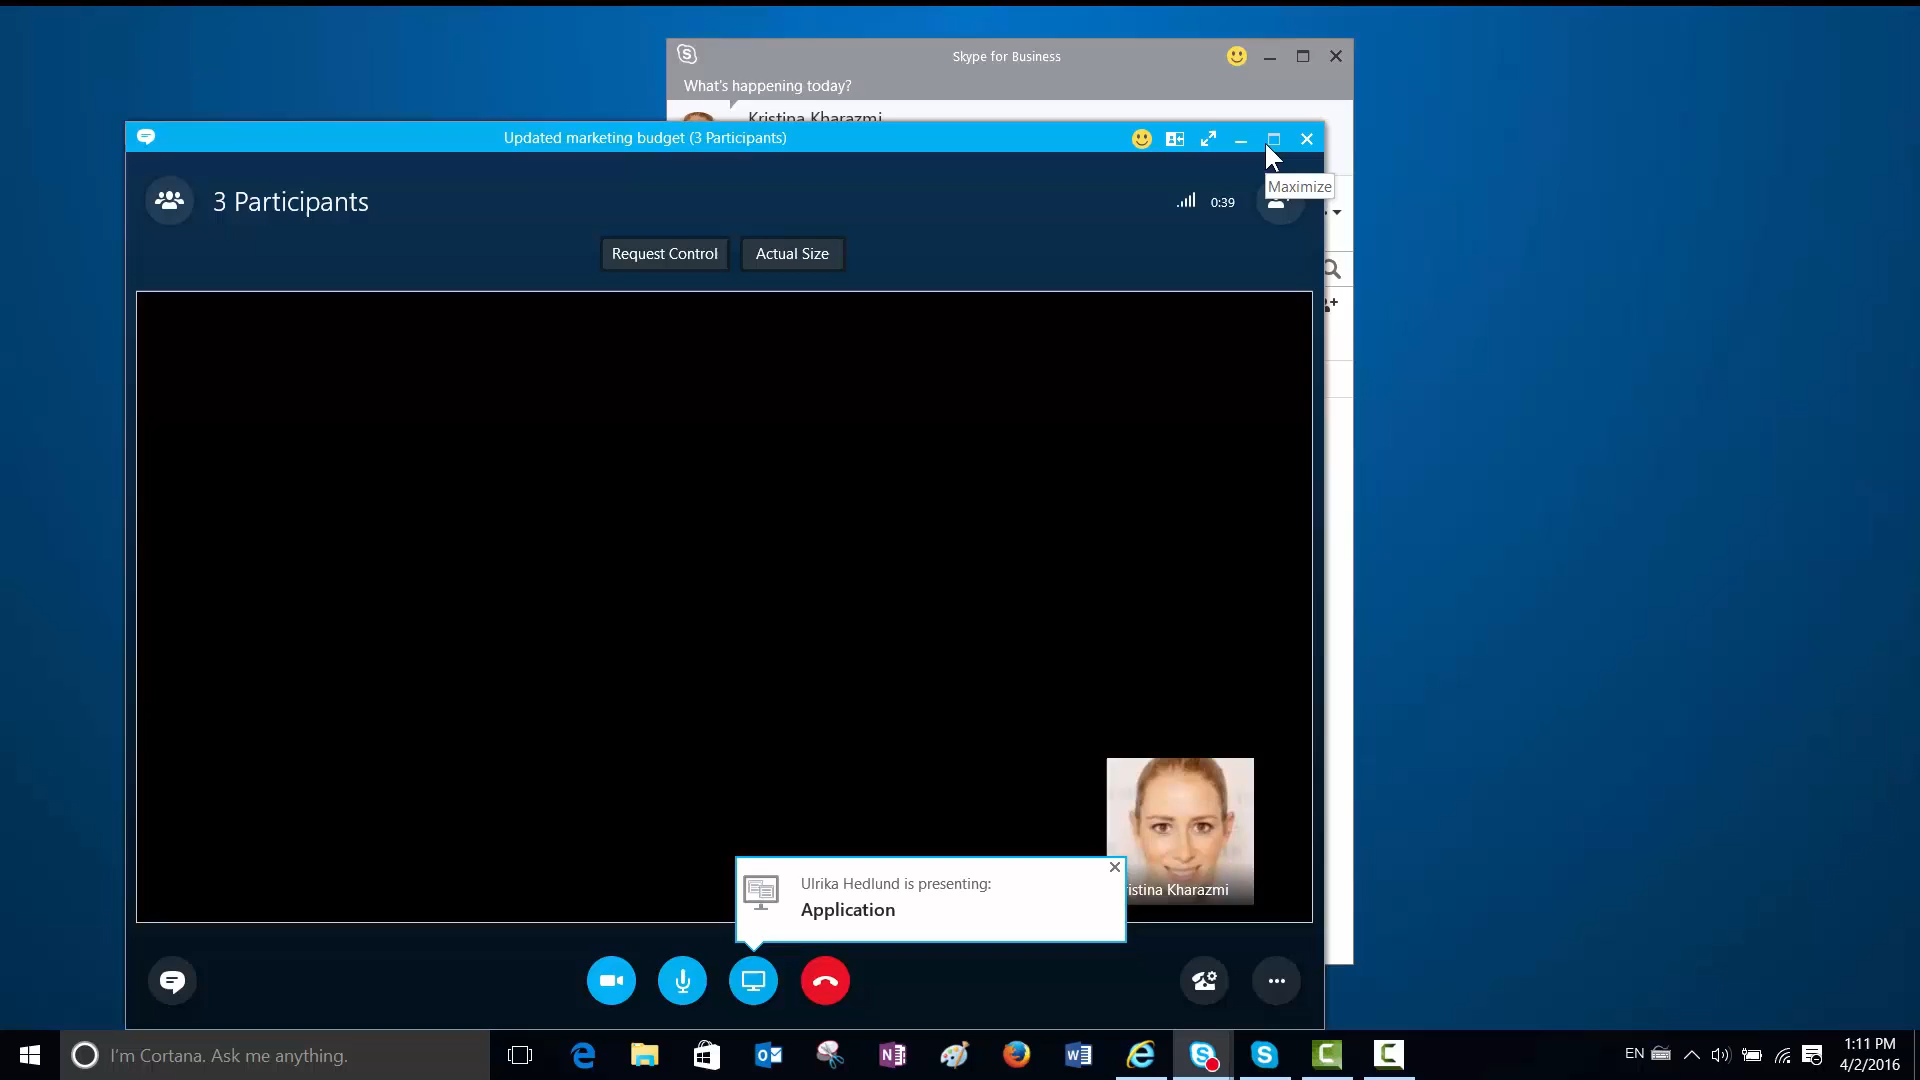 Skype for Business
What's happening today?
Kristina Kharazmi
Updated marketing budget (3 Participants)
Maximize
3 Participants
0:39
Request Control
Actual Size
Ulrika Hedlund is presenting:
Application
ristina Kharazmi
I'm Cortana. Ask me anything.
EN
1:11 PM
4/2/2016